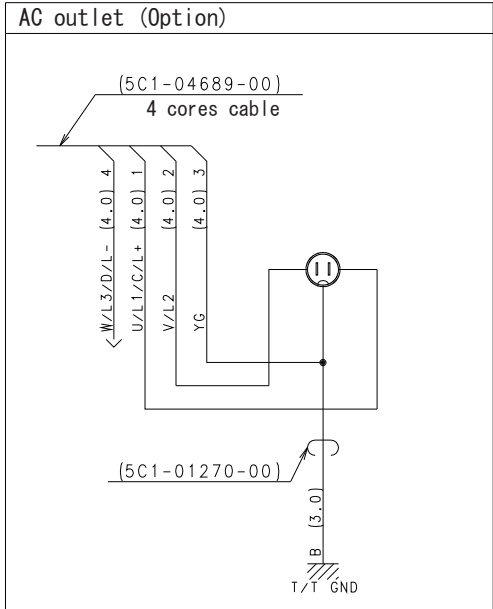 AC outlet (Option)
(5C1-04689-00)
4 cores cable
W/L3/D/L- (4.0) 4
U/L1/C/L+ (4.0) 1
V/L2 (4.0) 2
YG (4.0) 3
(5C1-01270-00)
B (3.0)
T/T GND